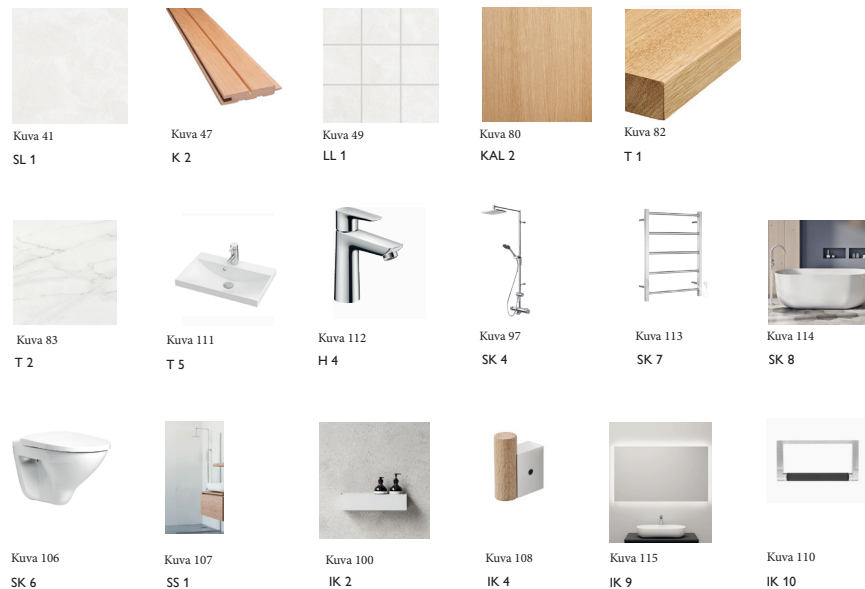 Kuva 41
SL 1
Kuva 47
K 2
Kuva 49
LL 1
Kuva 80
KAL 2
Kuva 82
T 1
Kuva 83
T 2
Kuva 111
T 5
Kuva 112
H 4
Kuva 97
SK 4
Kuva 113
SK 7
Kuva 114
SK 8
Kuva 106
SK 6
Kuva 107
SS 1
Kuva 100
IK 2
Kuva 108
IK 4
Kuva 115
IK 9
Kuva 110
IK 10